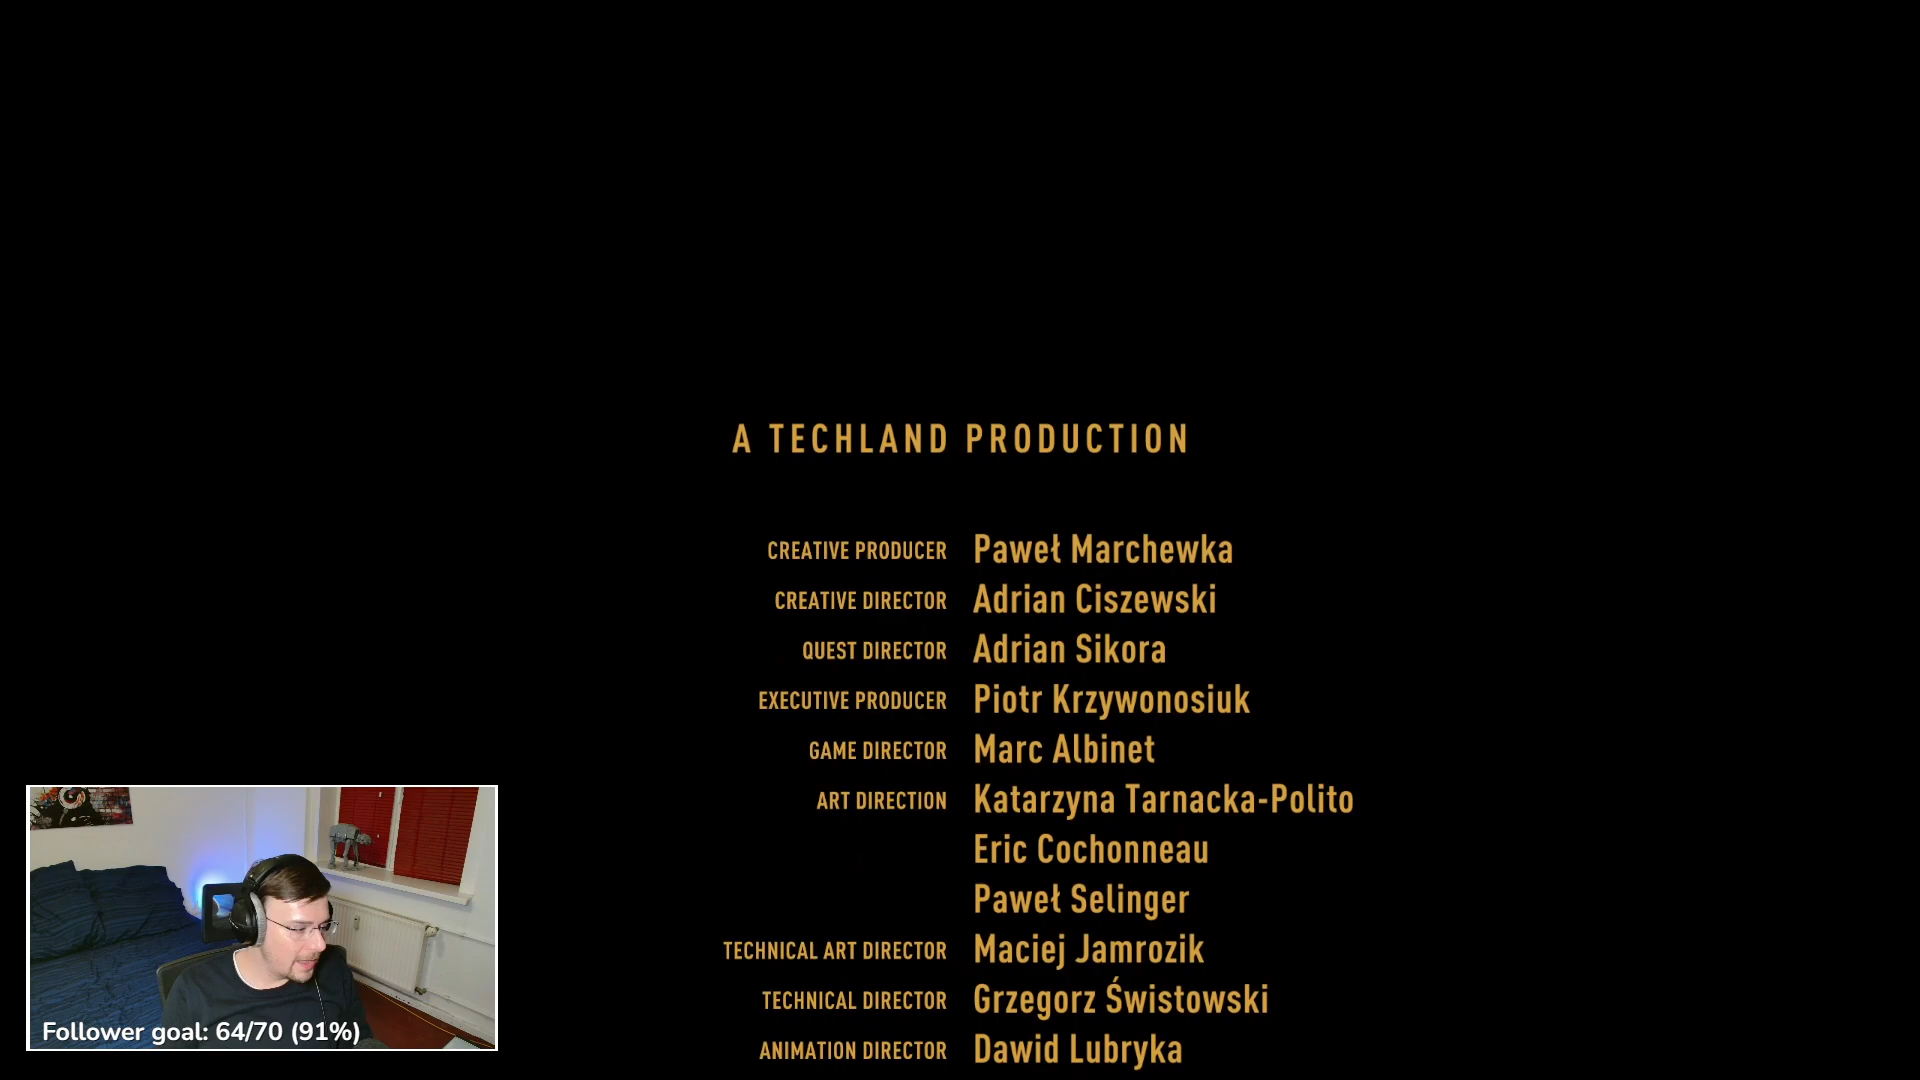 A TECHLAND PRODUCTION
CREATIVE PRODUCER Paweł Marchewka
CREATIVE DIRECTOR Adrian Ciszewski
QUEST DIRECTOR Adrian Sikora
EXECUTIVE PRODUCER Piotr Krzywonosiuk
GAME DIRECTOR Marc Albinet
ART DIRECTION Katarzyna Tarnacka-Polito
Eric Cochonneau
Paweł Selinger
TECHNICAL ART DIRECTOR Maciej Jamrozik
TECHNICAL DIRECTOR Grzegorz Świstowski
ANIMATION DIRECTOR Dawid Lubryka
Follower goal: 64/70 (91%)